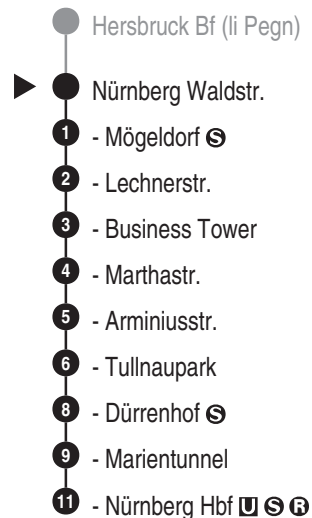 Hersbruck Bf (li Pegn)
Nürnberg Waldstr.
1 - Mögeldorf S
2 - Lechnerstr.
3 - Business Tower
4 - Marthastr.
5 - Arminiusstr.
6 - Tullnaupark
8 - Dürrenhof S
9 - Marientunnel
11 - Nürnberg Hbf U S R